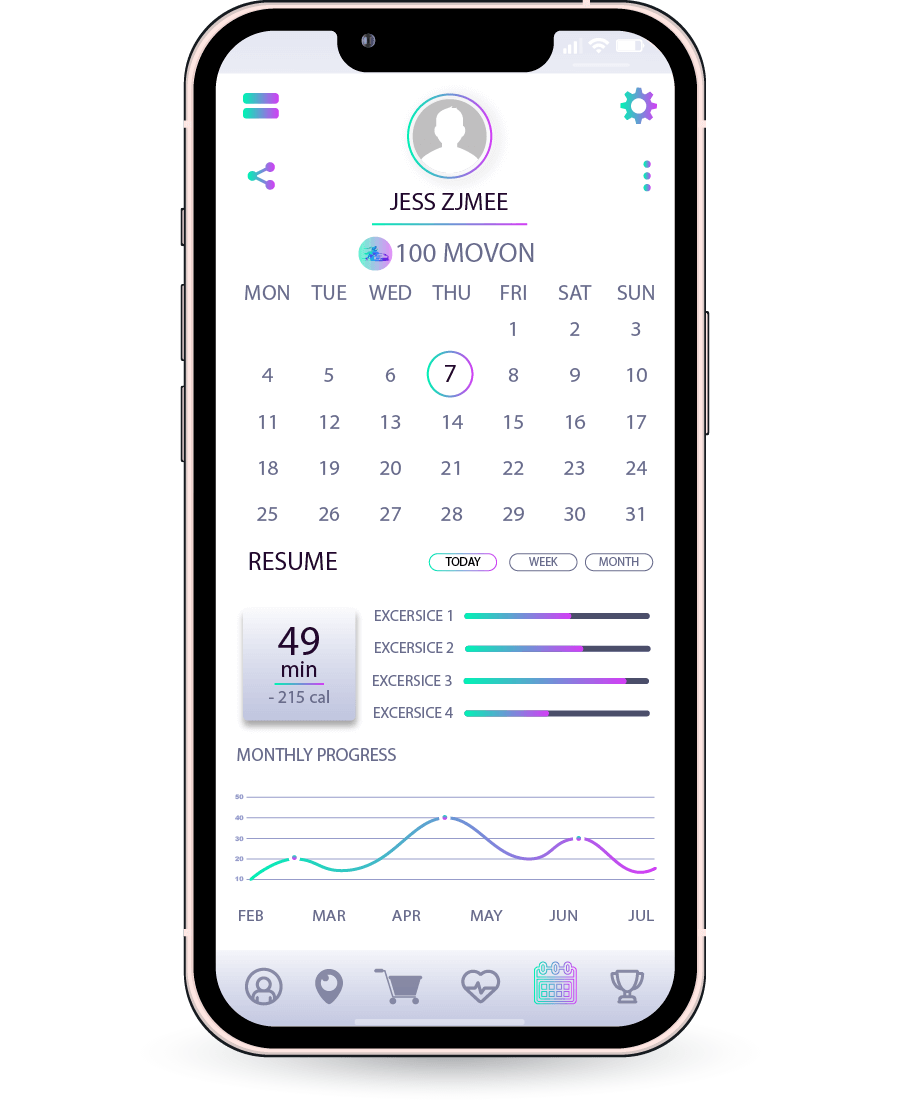 JESS ZJMEE
100 MOVON
MON TUE WED THU FRI SAT SUN
1 2 3
4 5 6 7 8 9 10
11 12 13 14 15 16 17
18 19 20 21 22 23 24
25 26 27 28 29 30 31
RESUME TODAY WEEK MONTH
49
min
- 215 cal
EXCERSICE 1
EXCERSICE 2
EXCERSICE 3
EXCERSICE 4
MONTHLY PROGRESS
50
40
30
20
10
FEB MAR APR MAY JUN JUL